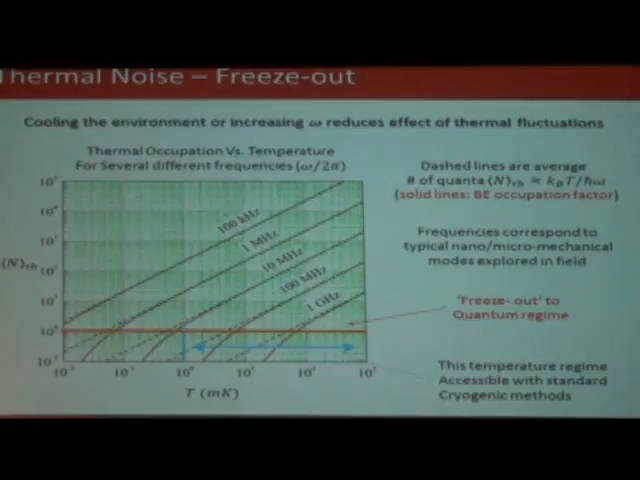 Thermal Noise – Freeze-out
Cooling the environment or increasing ω reduces effect of thermal fluctuations
Thermal Occupation Vs. Temperature
For Several different frequencies (ω/2π)
Dashed lines are average
# of quanta ⟨N⟩th ≈ kBT/ħω
(solid lines: BE occupation factor)
Frequencies correspond to
typical nano/micro-mechanical
modes explored in field
'Freeze- out' to
Quantum regime
This temperature regime
Accessible with standard
Cryogenic methods
100 kHz
1 MHz
10 MHz
100 MHz
1 GHz
⟨N⟩th
T (mK)